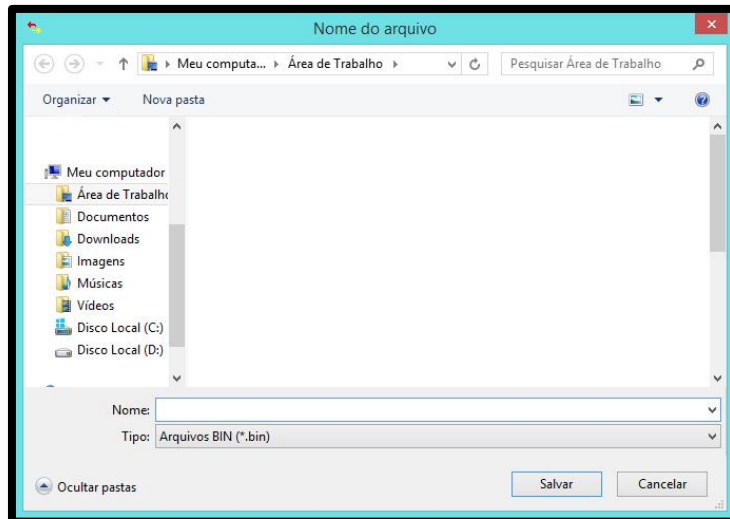 Nome do arquivo
Meu computa... Área de Trabalho Pesquisar Área de Trabalho
Organizar Nova pasta
Meu computador
Área de Trabalho
Documentos
Downloads
Imagens
Músicas
Vídeos
Disco Local (C:)
Disco Local (D:)
Nome:
Tipo: Arquivos BIN (*.bin)
Ocultar pastas Salvar Cancelar